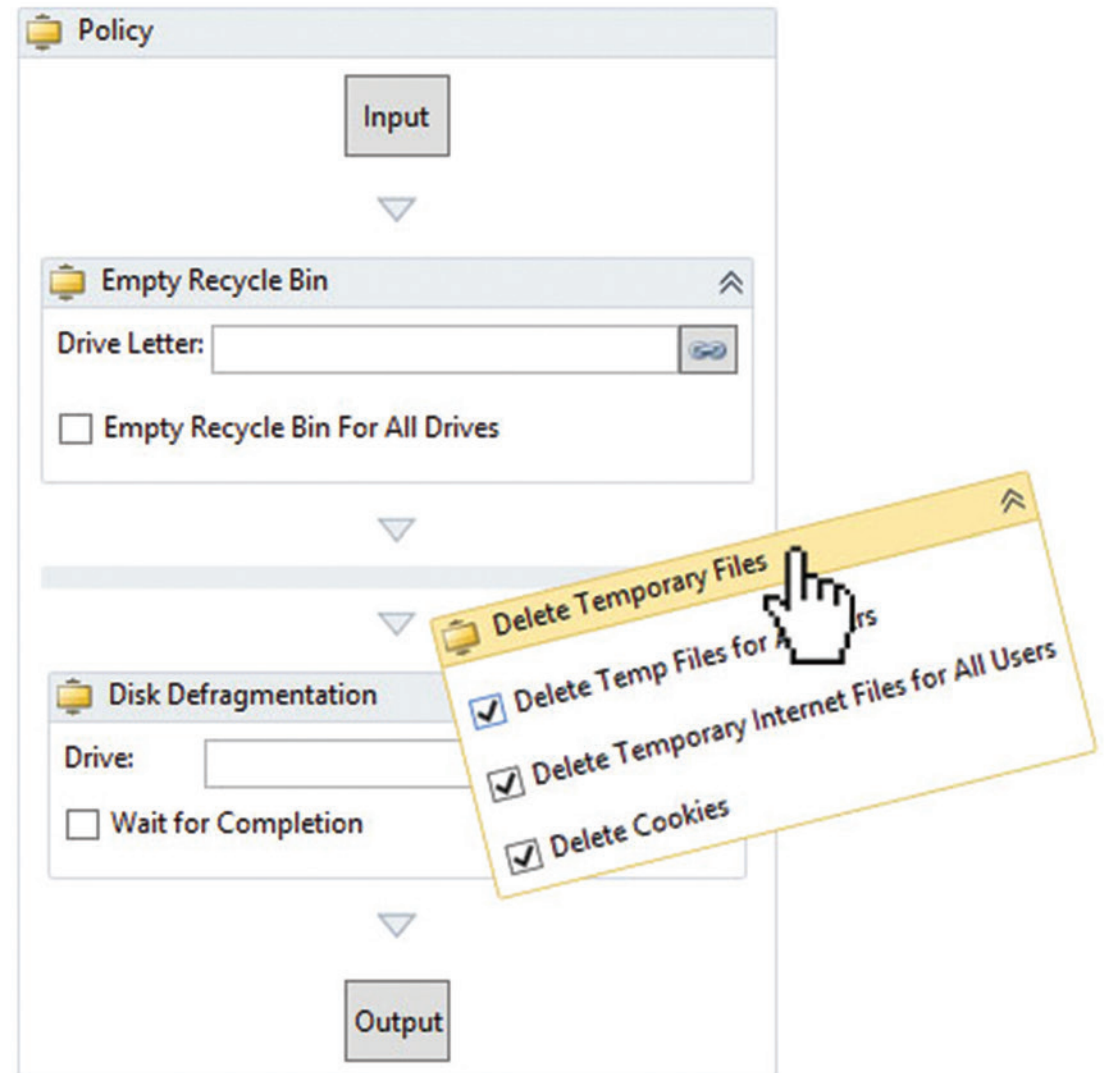 Policy
Input
Empty Recycle Bin
Drive Letter:
Empty Recycle Bin For All Drives
Delete Temporary Files
Delete Temp Files for
Delete Temporary Internet Files for All Users
Delete Cookies
Disk Defragmentation
Drive:
Wait for Completion
Output